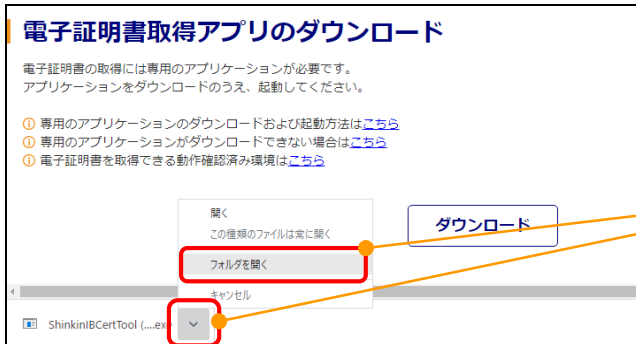 電子証明書取得アプリのダウンロード
電子証明書の取得には専用のアプリケーションが必要です。
アプリケーションをダウンロードのうえ、起動してください。
専用のアプリケーションのダウンロードおよび起動方法はこちら
専用のアプリケーションがダウンロードできない場合はこちら
電子証明書を取得できる動作確認済み環境はこちら
開く
この種類のファイルは常に開く
ダウンロード
フォルダを開く
キャンセル
ShinkinIBCertTool (....exe